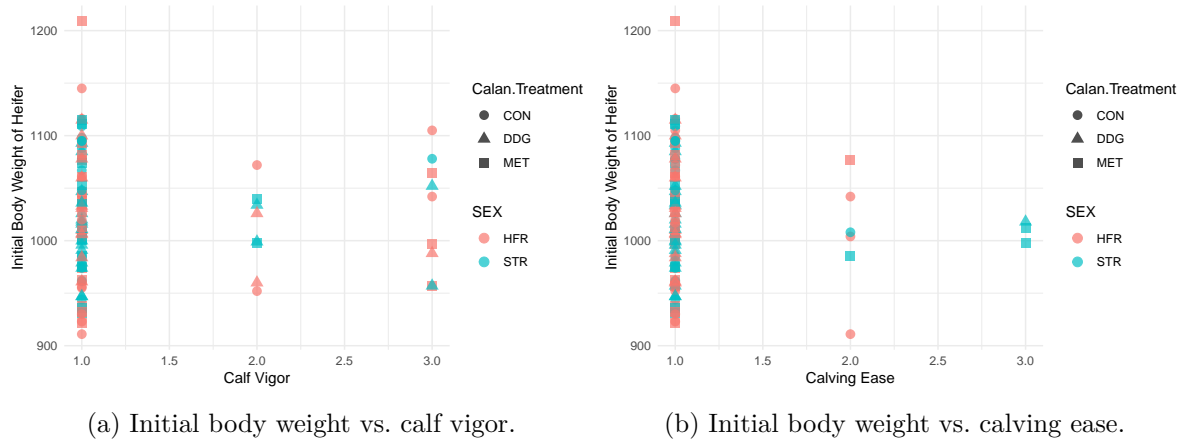 1200
1100
1000
900
Initial Body Weight of Heifer
1.0 1.5 2.0 2.5 3.0
Calf Vigor
Calan.Treatment
CON
DDG
MET
SEX
HFR
STR
(a) Initial body weight vs. calf vigor.
1200
1100
1000
900
Initial Body Weight of Heifer
1.0 1.5 2.0 2.5 3.0
Calving Ease
Calan.Treatment
CON
DDG
MET
SEX
HFR
STR
(b) Initial body weight vs. calving ease.